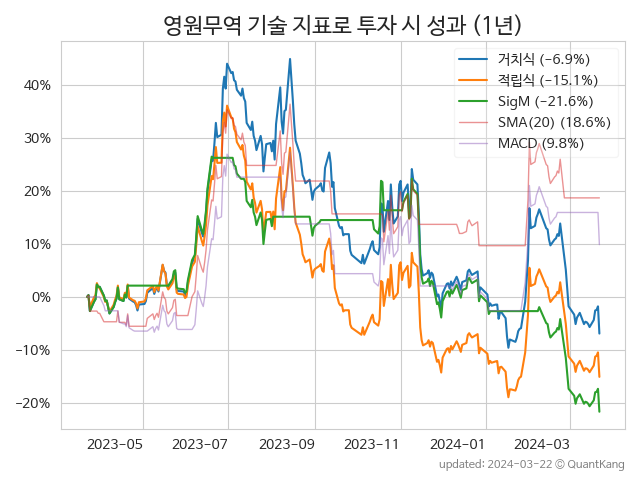 영원무역 기술 지표로 투자 시 성과 (1년)
거치식 (−6.9%)
적립식 (−15.1%)
SigM (−21.6%)
SMA(20) (18.6%)
MACD (9.8%)
40%
30%
20%
10%
0%
−10%
−20%
2023-05
2023-07
2023-09
2023-11
2024-01
2024-03
updated: 2024-03-22 © QuantKang